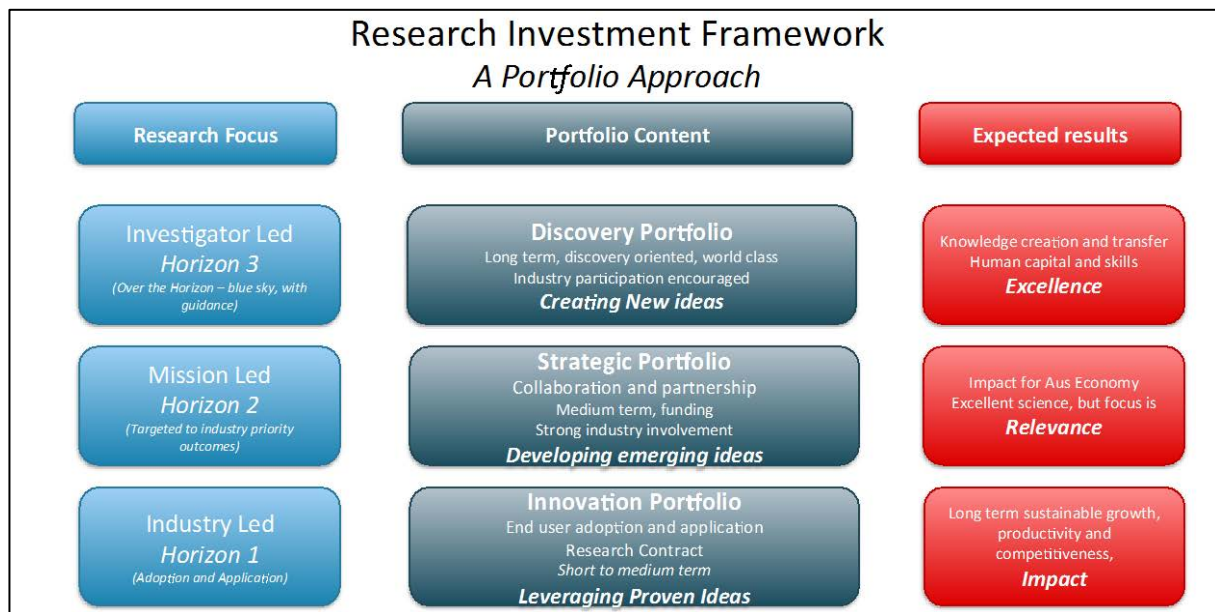 Research Investment Framework
A Portfolio Approach
Research Focus
Portfolio Content
Expected results
Investigator Led
Horizon 3
(Over the Horizon – blue sky, with
guidance)
Discovery Portfolio
Long term, discovery oriented, world class
Industry participation encouraged
Creating New ideas
Knowledge creation and transfer
Human capital and skills
Excellence
Mission Led
Horizon 2
(Targeted to industry priority
outcomes)
Strategic Portfolio
Collaboration and partnership
Medium term, funding
Strong industry involvement
Developing emerging ideas
Impact for Aus Economy
Excellent science, but focus is
Relevance
Industry Led
Horizon 1
(Adoption and Application)
Innovation Portfolio
End user adoption and application
Research Contract
Short to medium term
Leveraging Proven Ideas
Long term sustainable growth,
productivity and
competitiveness,
Impact